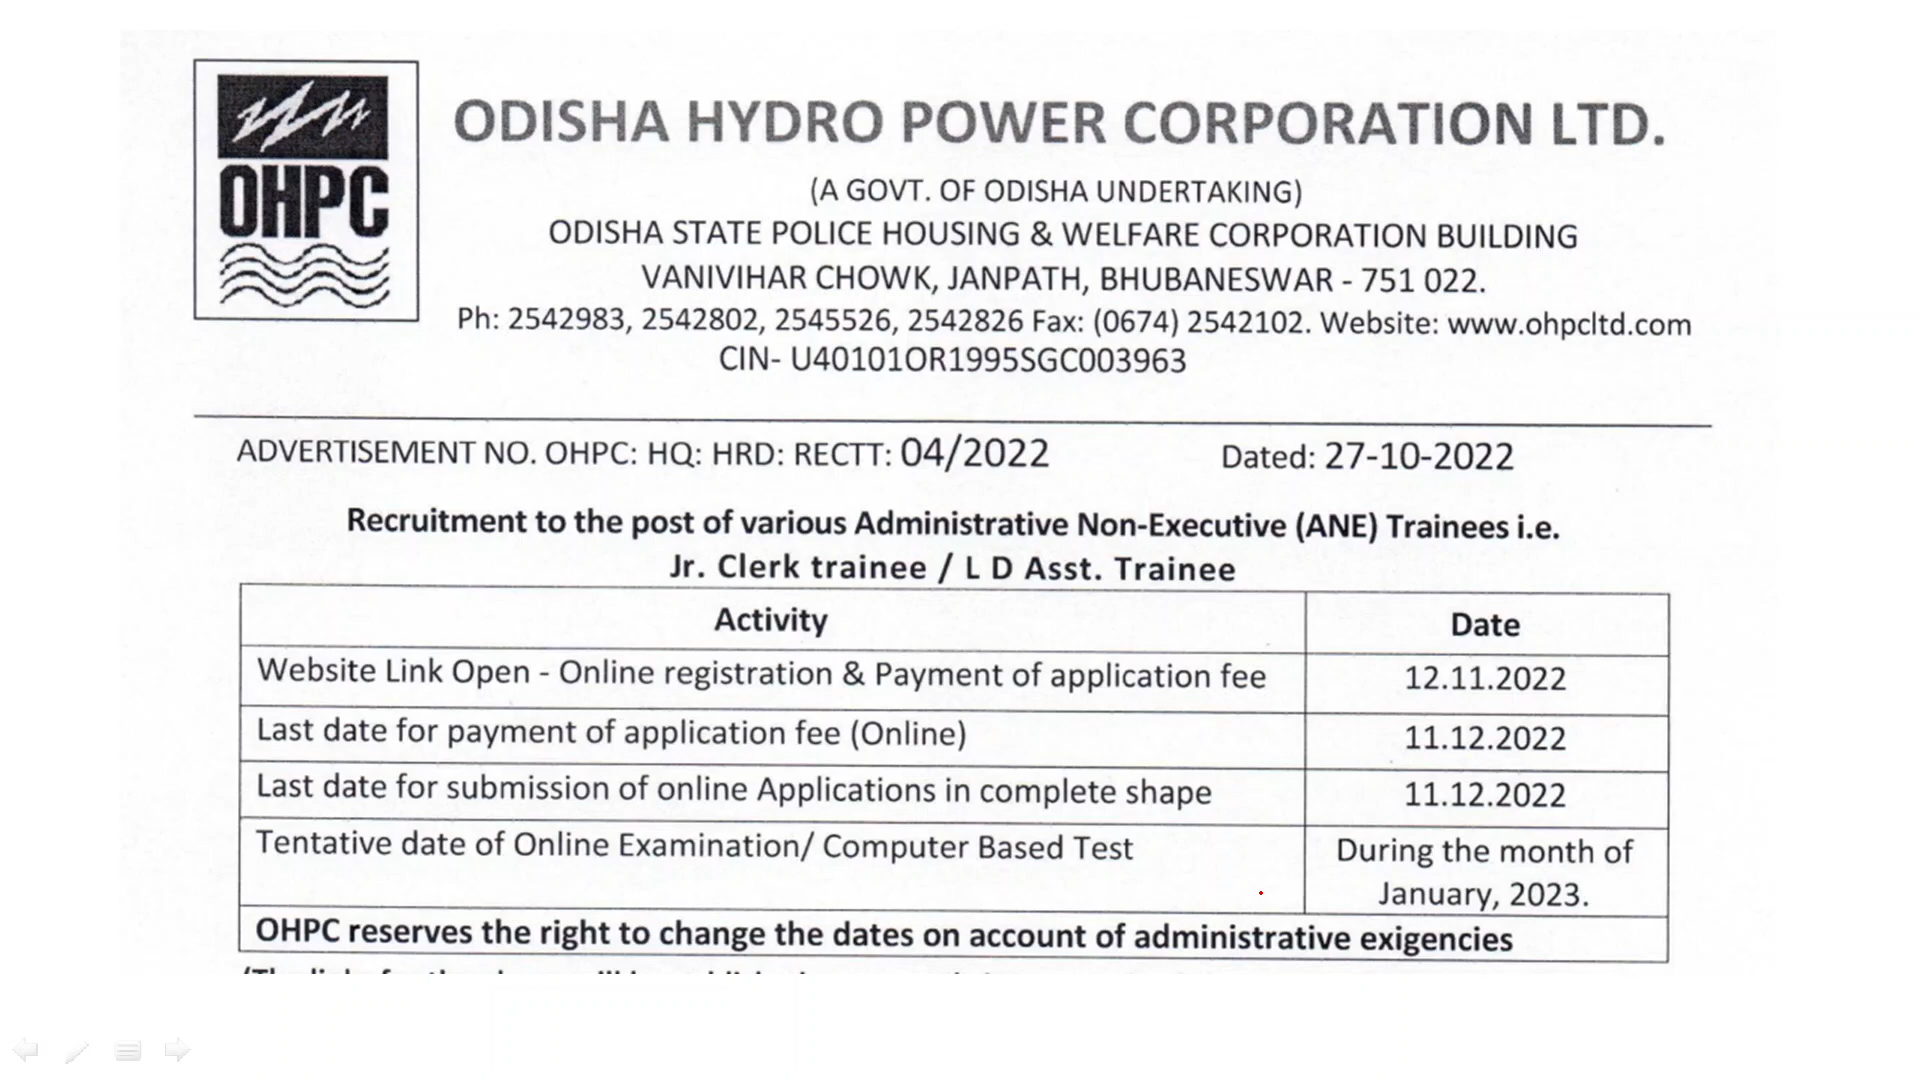 OHPC
ODISHA HYDRO POWER CORPORATION LTD.
(A GOVT. OF ODISHA UNDERTAKING)
ODISHA STATE POLICE HOUSING & WELFARE CORPORATION BUILDING
VANIVIHAR CHOWK, JANPATH, BHUBANESWAR - 751 022.
Ph: 2542983, 2542802, 2545526, 2542826 Fax: (0674) 2542102. Website: www.ohpcltd.com
CIN- U40101OR1995SGC003963
ADVERTISEMENT NO. OHPC: HQ: HRD: RECTT: 04/2022 Dated: 27-10-2022
Recruitment to the post of various Administrative Non-Executive (ANE) Trainees i.e.
Jr. Clerk trainee / L D Asst. Trainee
Activity Date
Website Link Open - Online registration & Payment of application fee 12.11.2022
Last date for payment of application fee (Online) 11.12.2022
Last date for submission of online Applications in complete shape 11.12.2022
Tentative date of Online Examination/ Computer Based Test During the month of
January, 2023.
OHPC reserves the right to change the dates on account of administrative exigencies